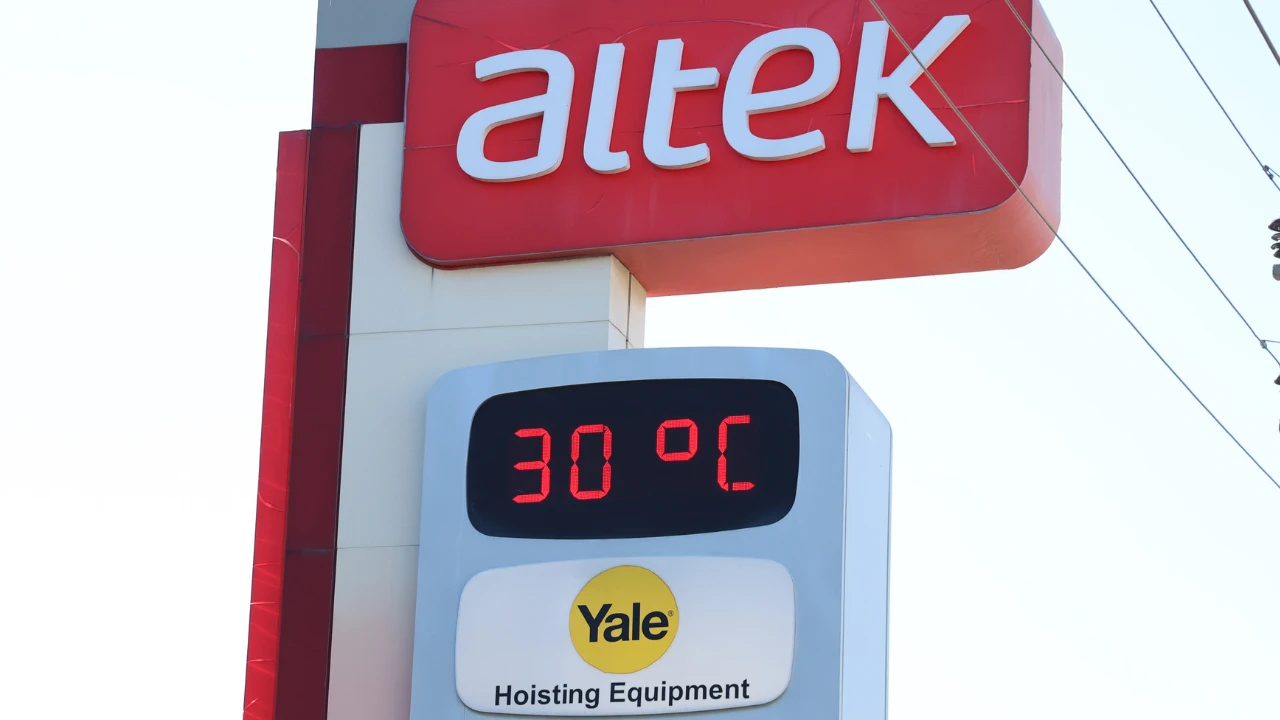 altek
30 °C
Yale®
Hoisting Equipment